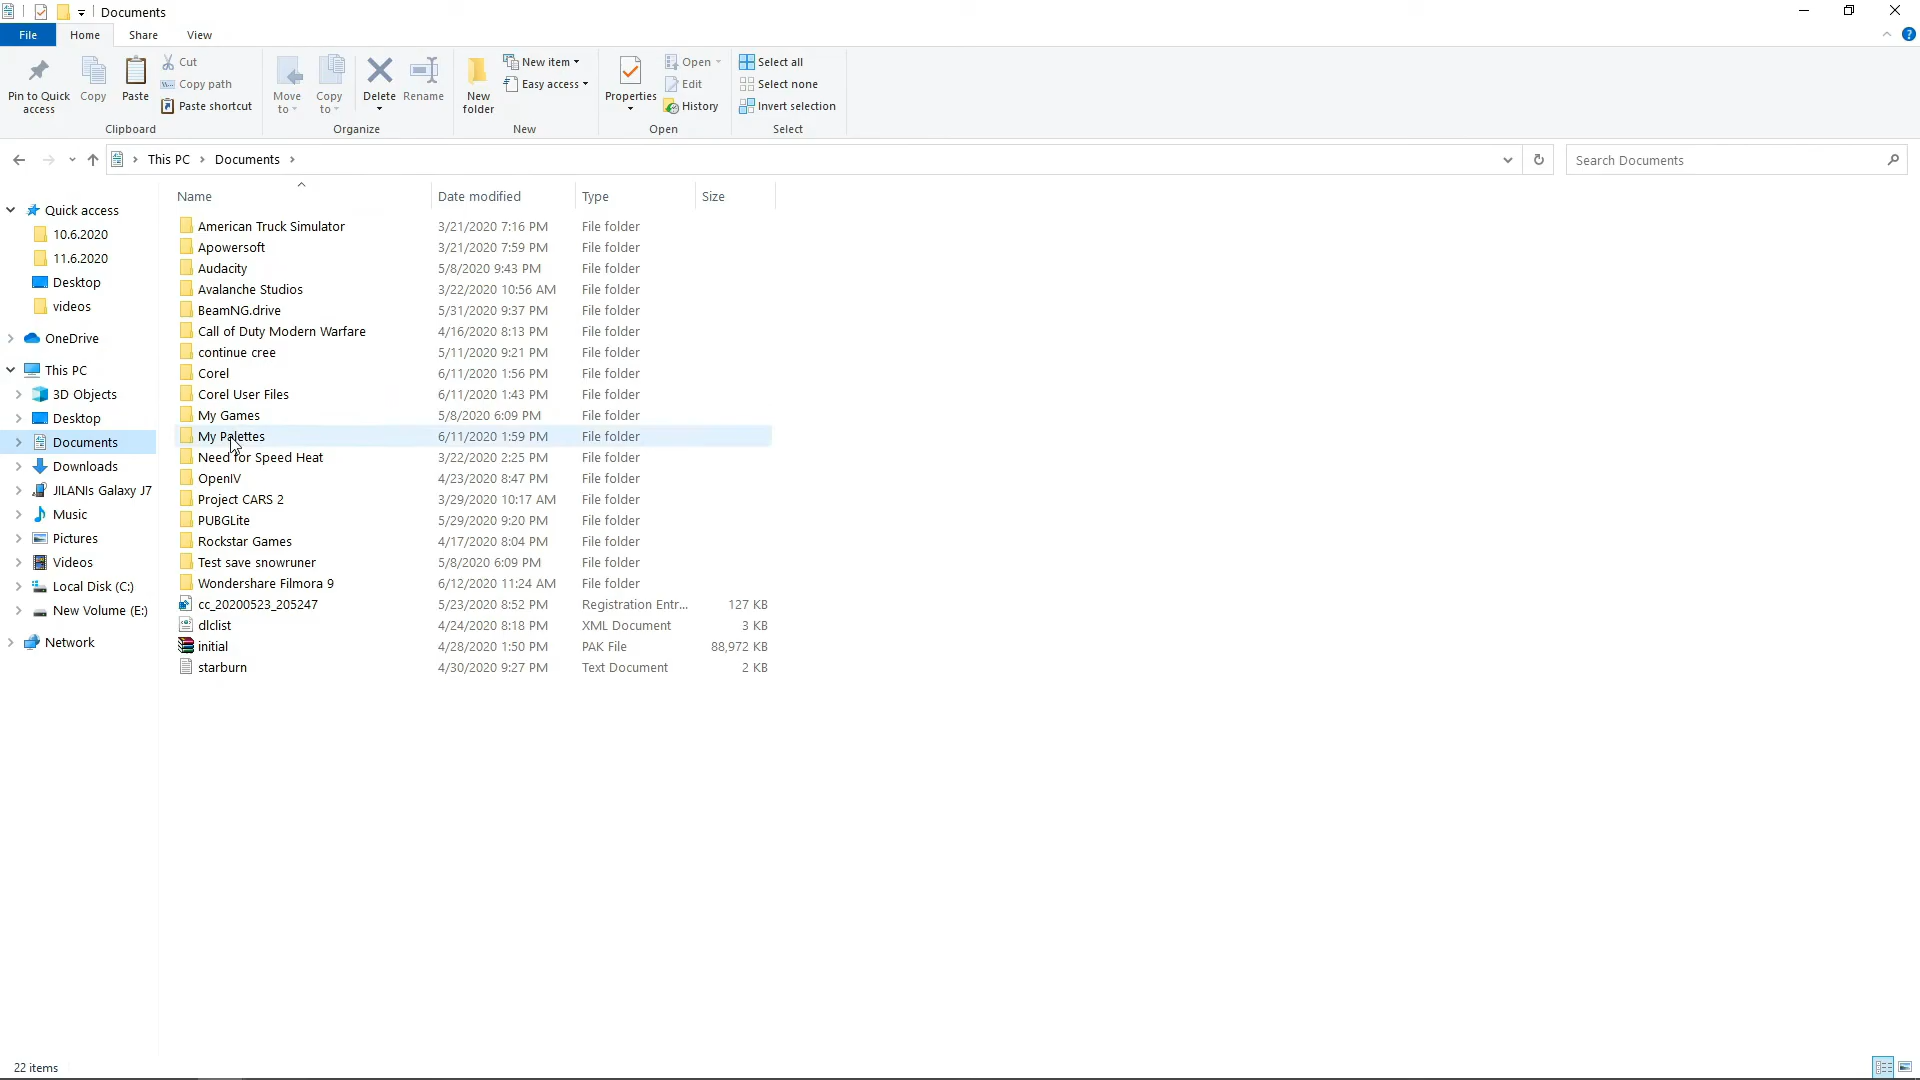 Documents
File Home Share View
Pin to Quick access
Copy
Paste
Cut
Copy path
Paste shortcut
Clipboard
Move to
Copy to
Delete
Rename
Organize
New folder
New item
Easy access
New
Properties
Open
Edit
History
Open
Select all
Select none
Invert selection
Select
This PC Documents
Search Documents
Quick access
10.6.2020
11.6.2020
Desktop
videos
OneDrive
This PC
3D Objects
Desktop
Documents
Downloads
JILANIs Galaxy J7
Music
Pictures
Videos
Local Disk (C:)
New Volume (E:)
Network
Name Date modified Type Size
American Truck Simulator 3/21/2020 7:16 PM File folder
Apowersoft 3/21/2020 7:59 PM File folder
Audacity 5/8/2020 9:43 PM File folder
Avalanche Studios 3/22/2020 10:56 AM File folder
BeamNG.drive 5/31/2020 9:37 PM File folder
Call of Duty Modern Warfare 4/16/2020 8:13 PM File folder
continue cree 5/11/2020 9:21 PM File folder
Corel 6/11/2020 1:56 PM File folder
Corel User Files 6/11/2020 1:43 PM File folder
My Games 5/8/2020 6:09 PM File folder
My Palettes 6/11/2020 1:59 PM File folder
Need for Speed Heat 3/22/2020 2:25 PM File folder
OpenIV 4/23/2020 8:47 PM File folder
Project CARS 2 3/29/2020 10:17 AM File folder
PUBGLite 5/29/2020 9:20 PM File folder
Rockstar Games 4/17/2020 8:04 PM File folder
Test save snowruner 5/8/2020 6:09 PM File folder
Wondershare Filmora 9 6/12/2020 11:24 AM File folder
cc_20200523_205247 5/23/2020 8:52 PM Registration Entr... 127 KB
dlclist 4/24/2020 8:18 PM XML Document 3 KB
initial 4/28/2020 1:50 PM PAK File 88,972 KB
starburn 4/30/2020 9:27 PM Text Document 2 KB
22 items